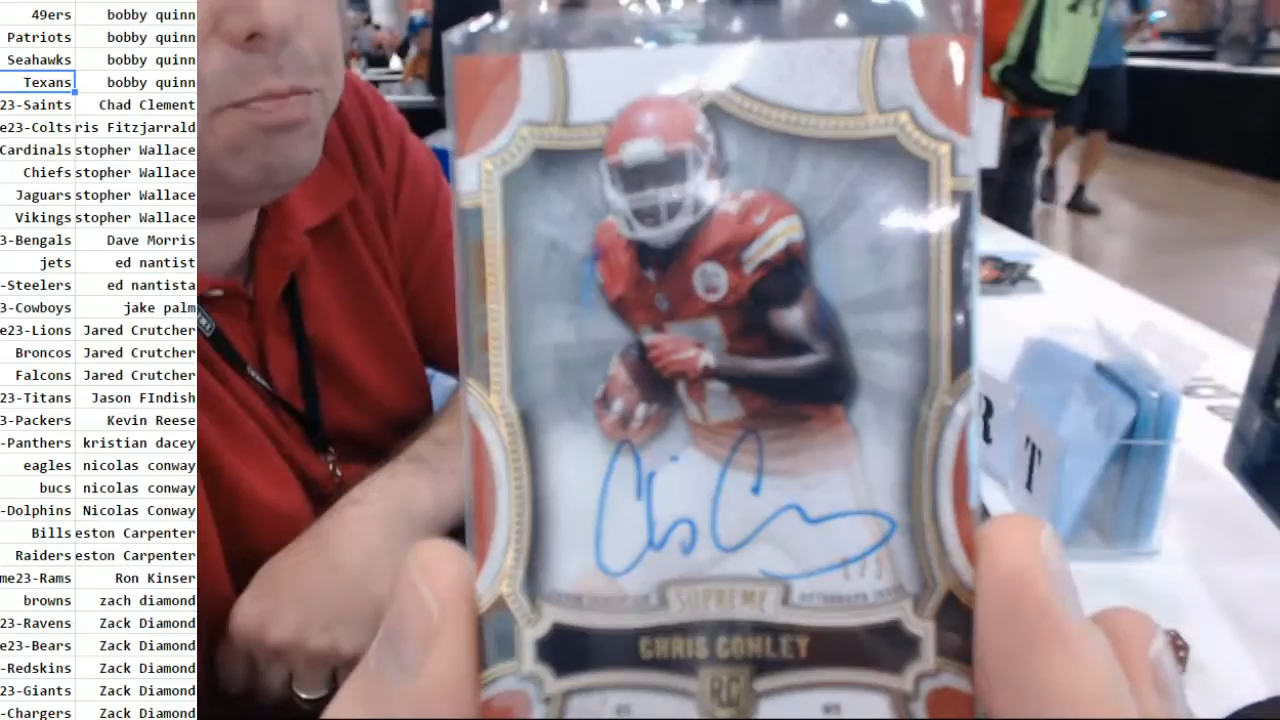 49ers bobby quinn
Patriots bobby quinn
Seahawks bobby quinn
Texans bobby quinn
23-Saints Chad Clement
e23-Colts ris Fitzjarrald
Cardinals stopher Wallace
Chiefs stopher Wallace
Jaguars stopher Wallace
Vikings stopher Wallace
3-Bengals Dave Morris
jets ed nantist
-Steelers ed nantista
3-Cowboys jake palm
e23-Lions Jared Crutcher
Broncos Jared Crutcher
Falcons Jared Crutcher
23-Titans Jason FIndish
3-Packers Kevin Reese
-Panthers kristian dacey
eagles nicolas conway
bucs nicolas conway
-Dolphins Nicolas Conway
Bills eston Carpenter
Raiders eston Carpenter
me23-Rams Ron Kinser
browns zach diamond
23-Ravens Zack Diamond
Bears Zack Diamond
-Redskins Zack Diamond
23-Giants Zack Diamond
-Chargers Zack Diamond
17
Chris Conley
SUPREME
CHRIS CONLEY
RC
R
T